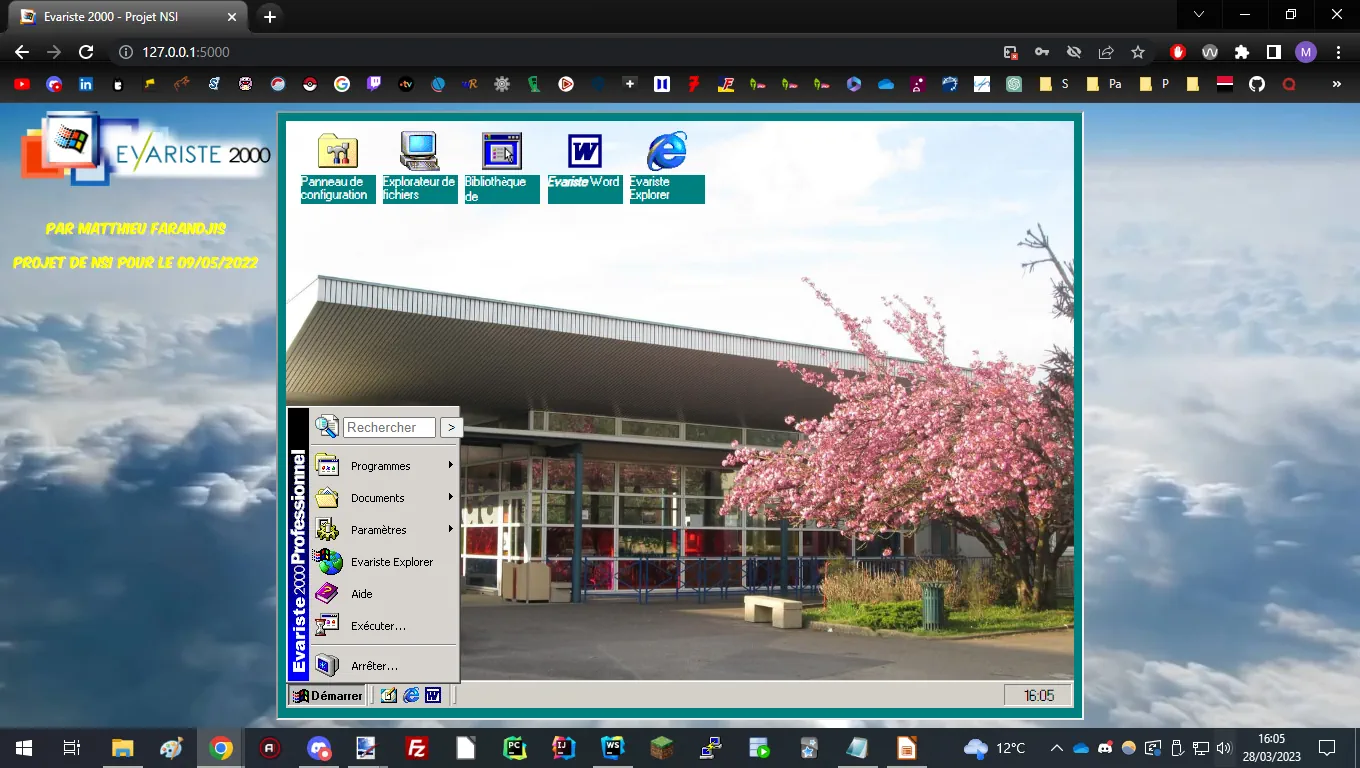 Evariste 2000 - Projet NSI
127.0.0.1:5000
S
Pa
P
M
EVARISTE 2000
PAR MATTHIEU FARANDJIS
PROJET DE NSI POUR LE 09/05/2022
Panneau de
configuration
Explorateur de
fichiers
Bibliothèque
de
Evariste Word
Evariste
Explorer
Rechercher
>
Programmes
Documents
Paramètres
Evariste Explorer
Aide
Exécuter...
Arrêter...
Evariste 2000 Professionnel
Démarrer
16:05
12°C
16:05
28/03/2023